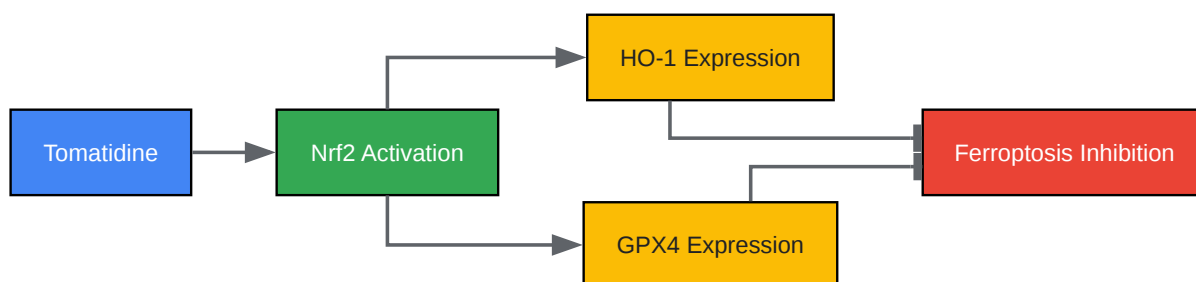 Tomatidine
Nrf2 Activation
HO-1 Expression
GPX4 Expression
Ferroptosis Inhibition